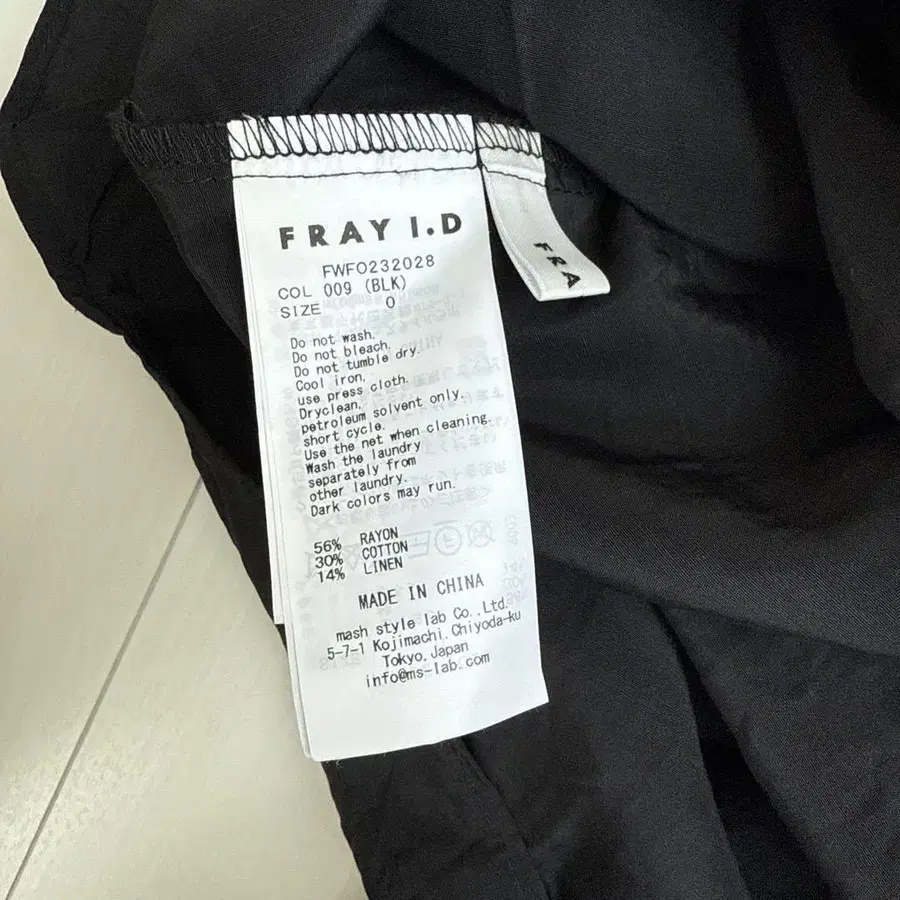 FRAY I.D
FWFO232028
COL 009 (BLK)
SIZE 0
Do not wash.
Do not bleach.
Do not tumble dry.
Cool iron,
use press cloth.
Dryclean,
petroleum solvent only.
short cycle.
Use the net when cleaning.
Wash the laundry
separately from
other laundry.
Dark colors may run.
56% RAYON
30% COTTON
14% LINEN
MADE IN CHINA
mash style lab Co.,Ltd.
5-7-1 Kojimachi,Chiyoda-ku
Tokyo,Japan
info@ms-lab.com
FRA